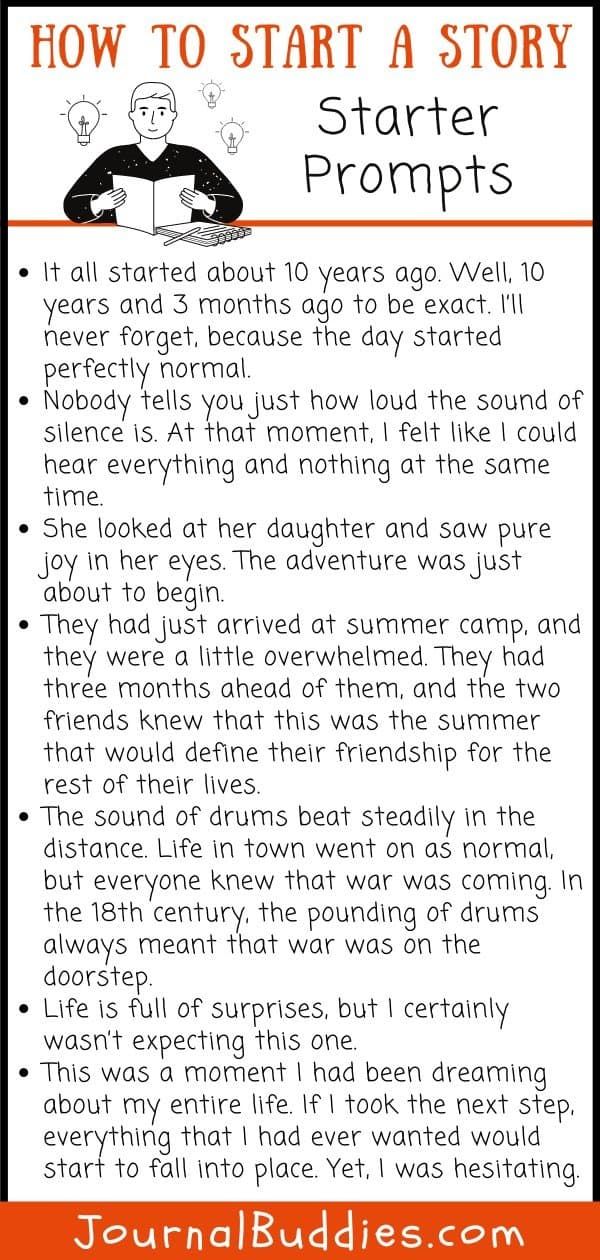 HOW TO START A STORY
Starter
Prompts
• It all started about 10 years ago. Well, 10
years and 3 months ago to be exact. I'll
never forget, because the day started
perfectly normal.
• Nobody tells you just how loud the sound of
silence is. At that moment, I felt like I could
hear everything and nothing at the same
time.
• She looked at her daughter and saw pure
joy in her eyes. The adventure was just
about to begin.
• They had just arrived at summer camp, and
they were a little overwhelmed. They had
three months ahead of them, and the two
friends knew that this was the summer
that would define their friendship for the
rest of their lives.
• The sound of drums beat steadily in the
distance. Life in town went on as normal,
but everyone knew that war was coming. In
the 18th century, the pounding of drums
always meant that war was on the
doorstep.
• Life is full of surprises, but I certainly
wasn't expecting this one.
• This was a moment I had been dreaming
about my entire life. If I took the next step,
everything that I had ever wanted would
start to fall into place. Yet, I was hesitating.
JournalBuddies.com